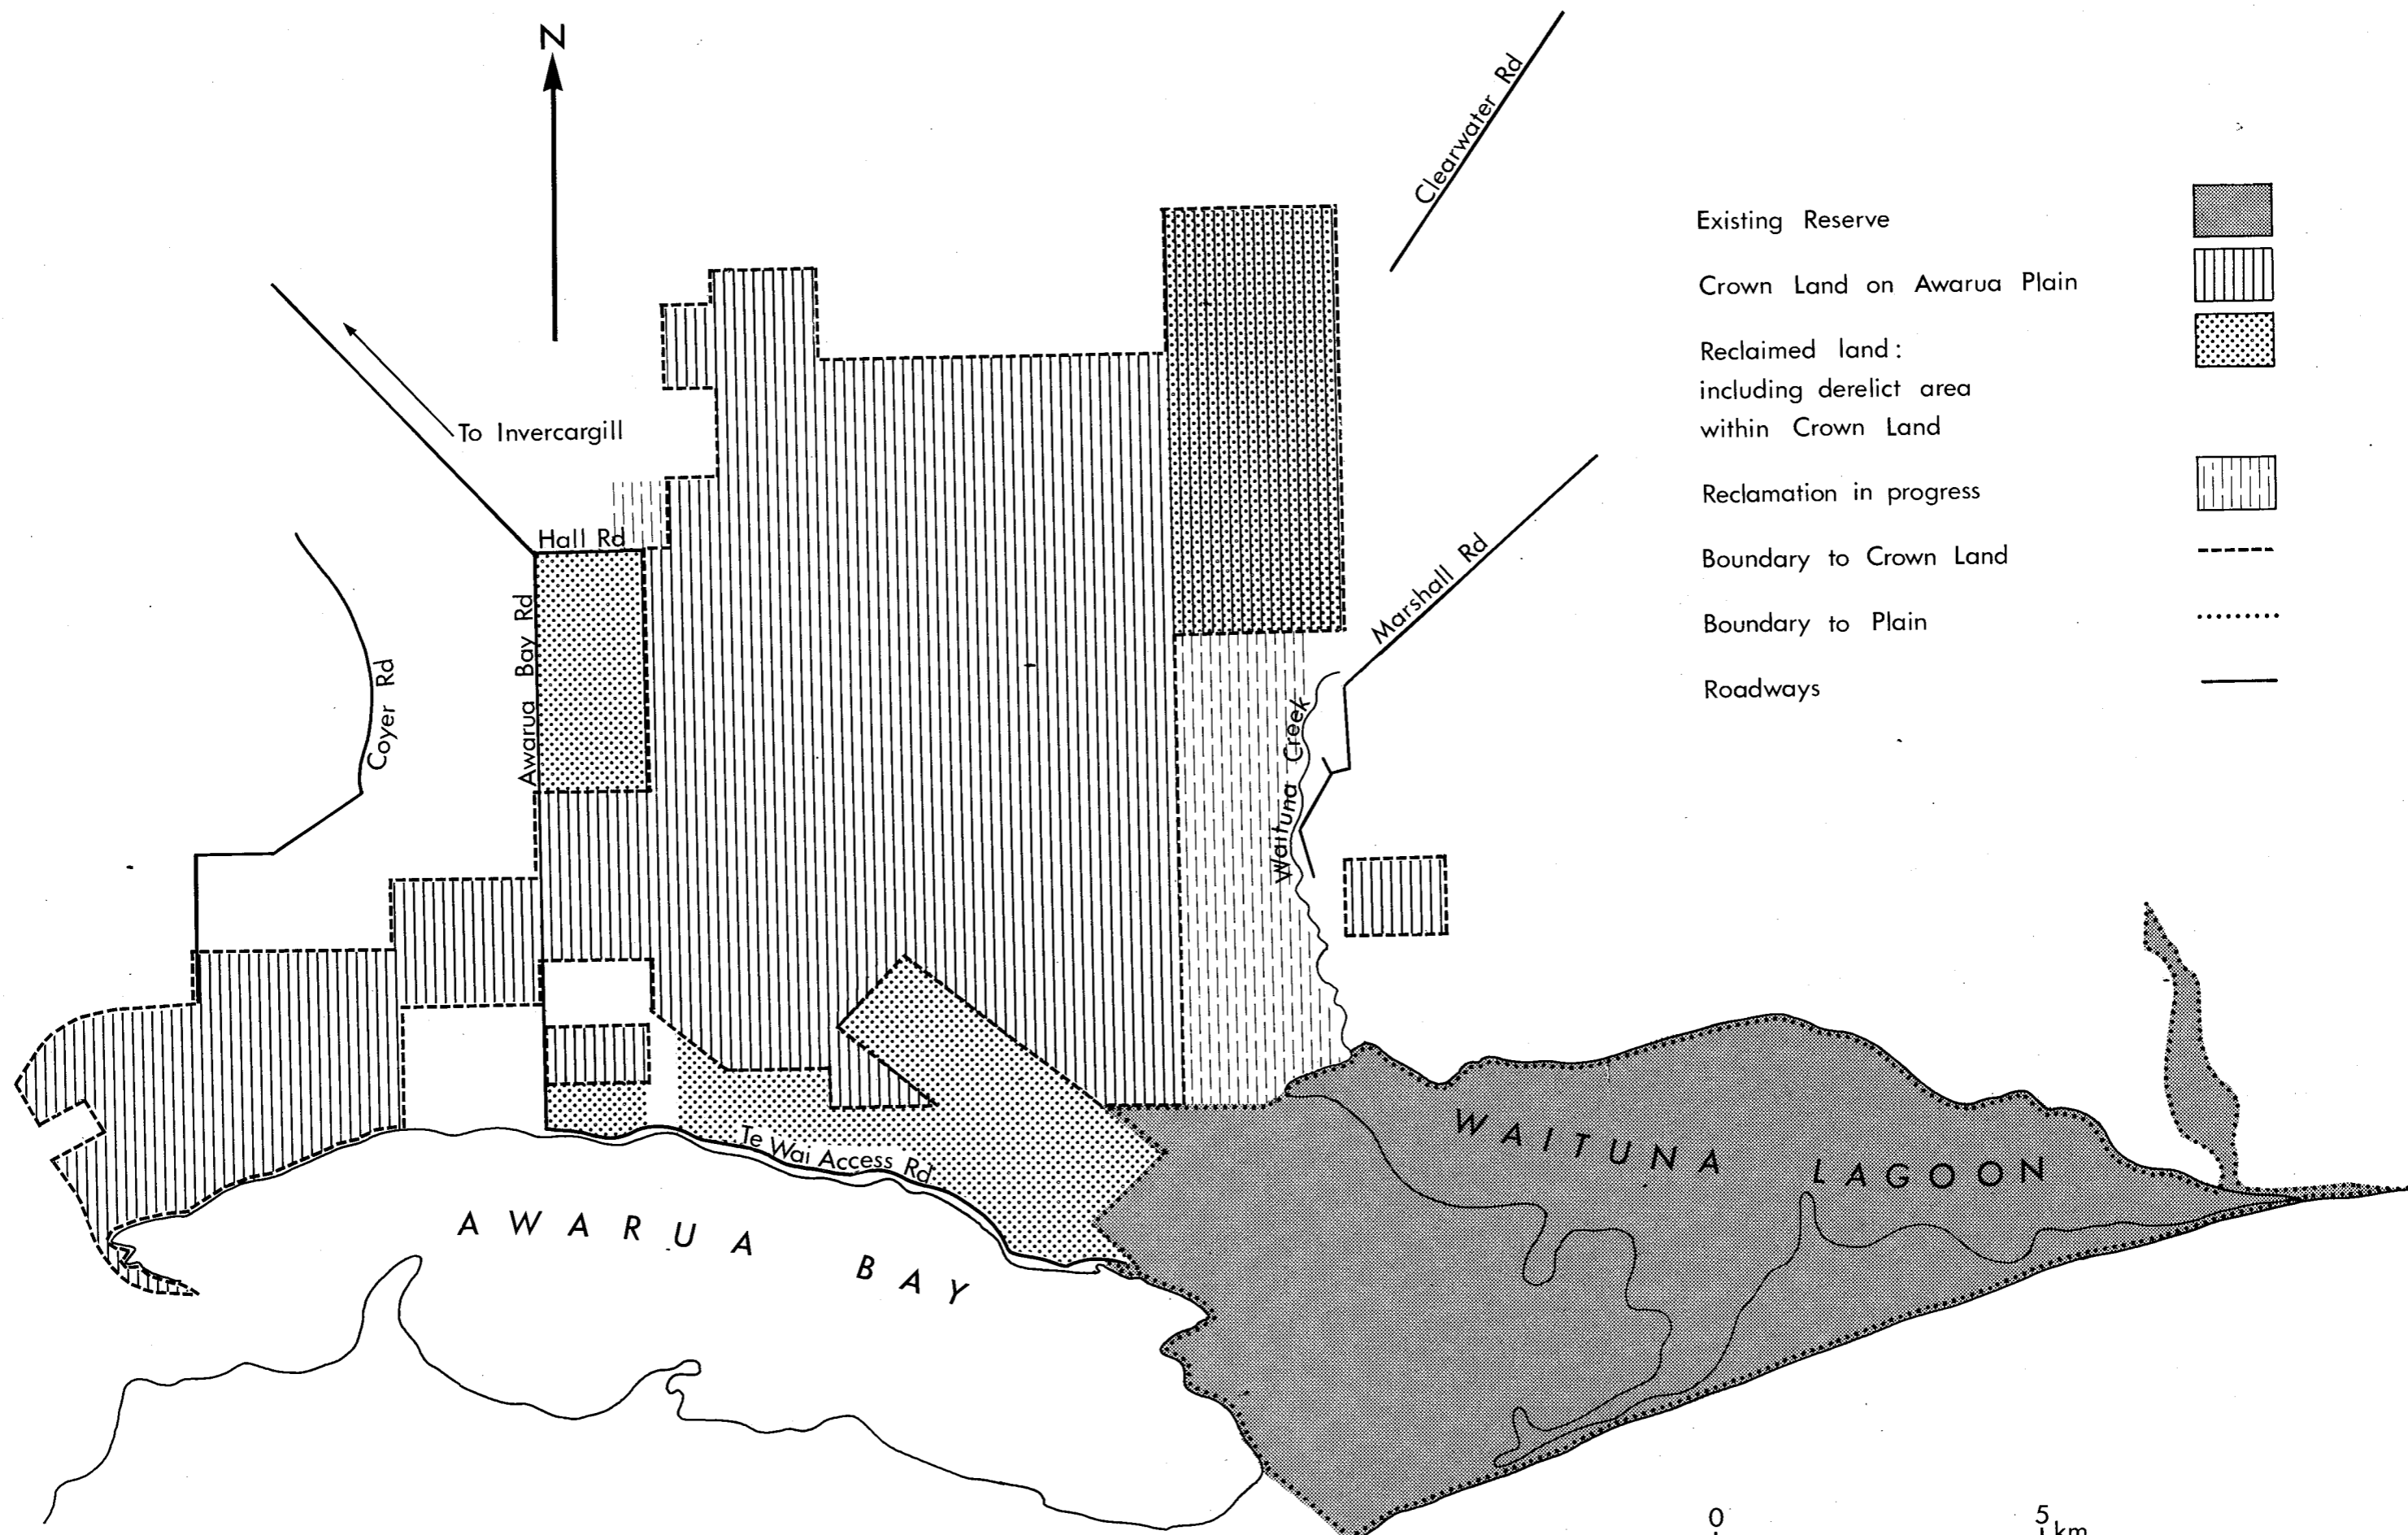 N
Clearwater Rd
Existing Reserve
Crown Land on Awarua Plain
Reclaimed land:
including derelict area
within Crown Land
Reclamation in progress
Boundary to Crown Land
Boundary to Plain
Roadways
To Invercargill
Hall Rd
Awarua Bay Rd
Coyer Rd
Marshall Rd
Waituna Creek
WAITUNA LAGOON
Te Wai Access Rd
AWARUA BAY
0 5 km